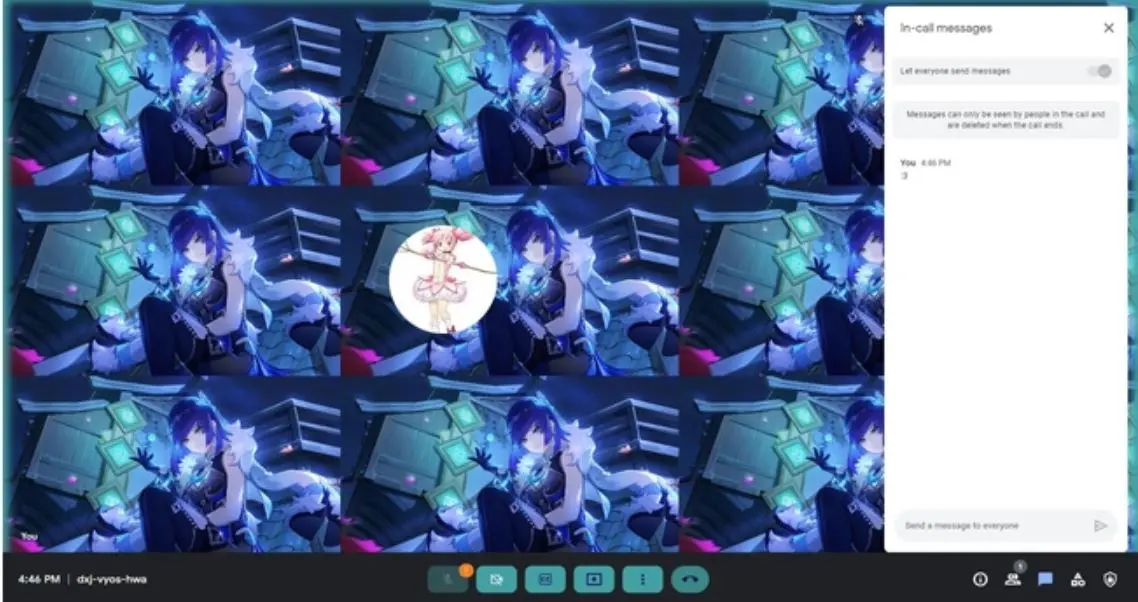 In-call messages
Let everyone send messages
Messages can only be seen by people in the call and
are deleted when the call ends.
You 4:46 PM
:3
Send a message to everyone
You
4:46 PM | dxj-vyos-hwa
1